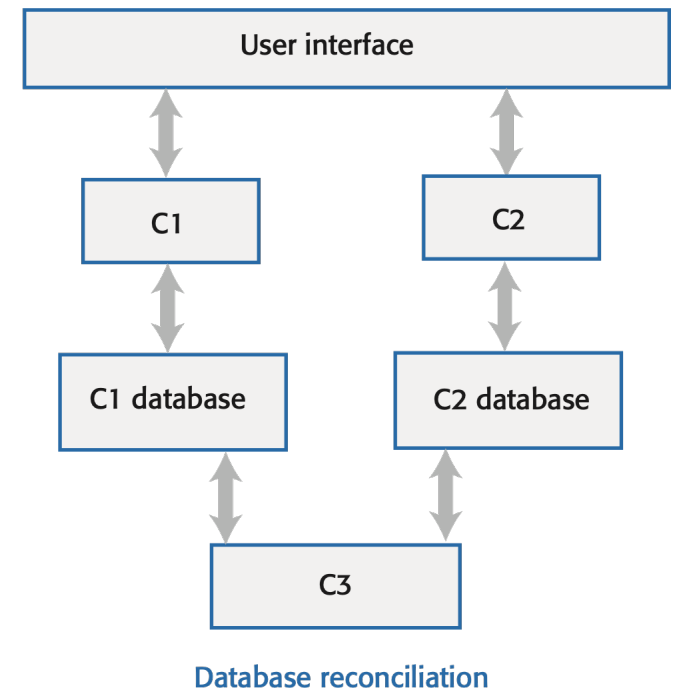 User interface
C1
C2
C1 database
C2 database
C3
Database reconciliation